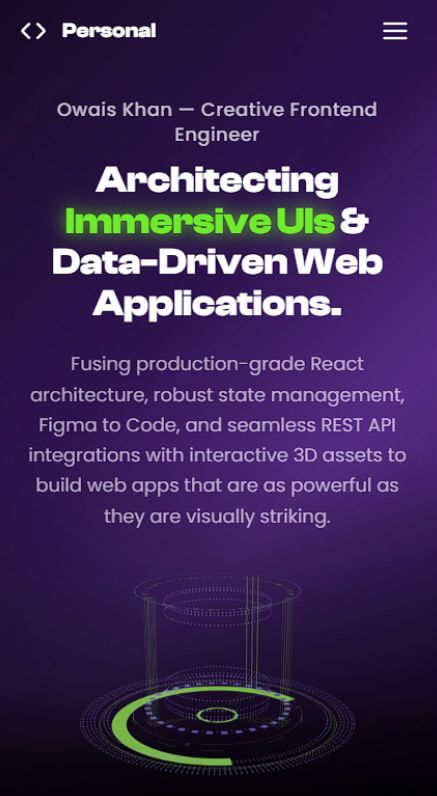 Personal
Owais Khan — Creative Frontend
Engineer
Architecting
Immersive UIs &
Data-Driven Web
Applications.
Fusing production-grade React
architecture, robust state management,
Figma to Code, and seamless REST API
integrations with interactive 3D assets to
build web apps that are as powerful as
they are visually striking.